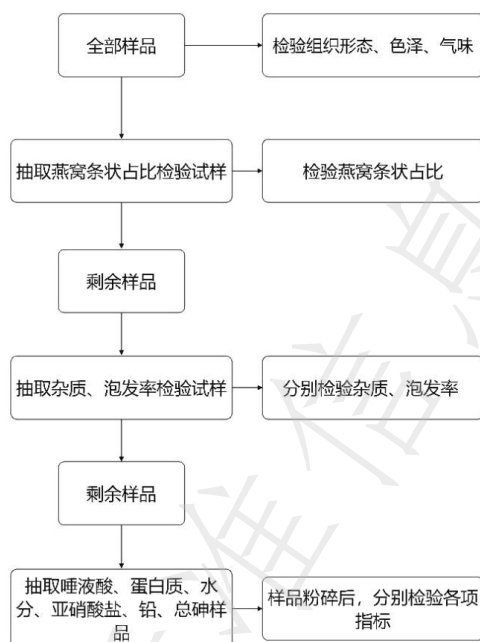 全部样品
检验组织形态、色泽、气味
抽取燕窝条状占比检验试样
检验燕窝条状占比
剩余样品
抽取杂质、泡发率检验试样
分别检验杂质、泡发率
剩余样品
抽取唾液酸、蛋白质、水
分、亚硝酸盐、铅、总砷样
品
样品粉碎后，分别检验各项
指标